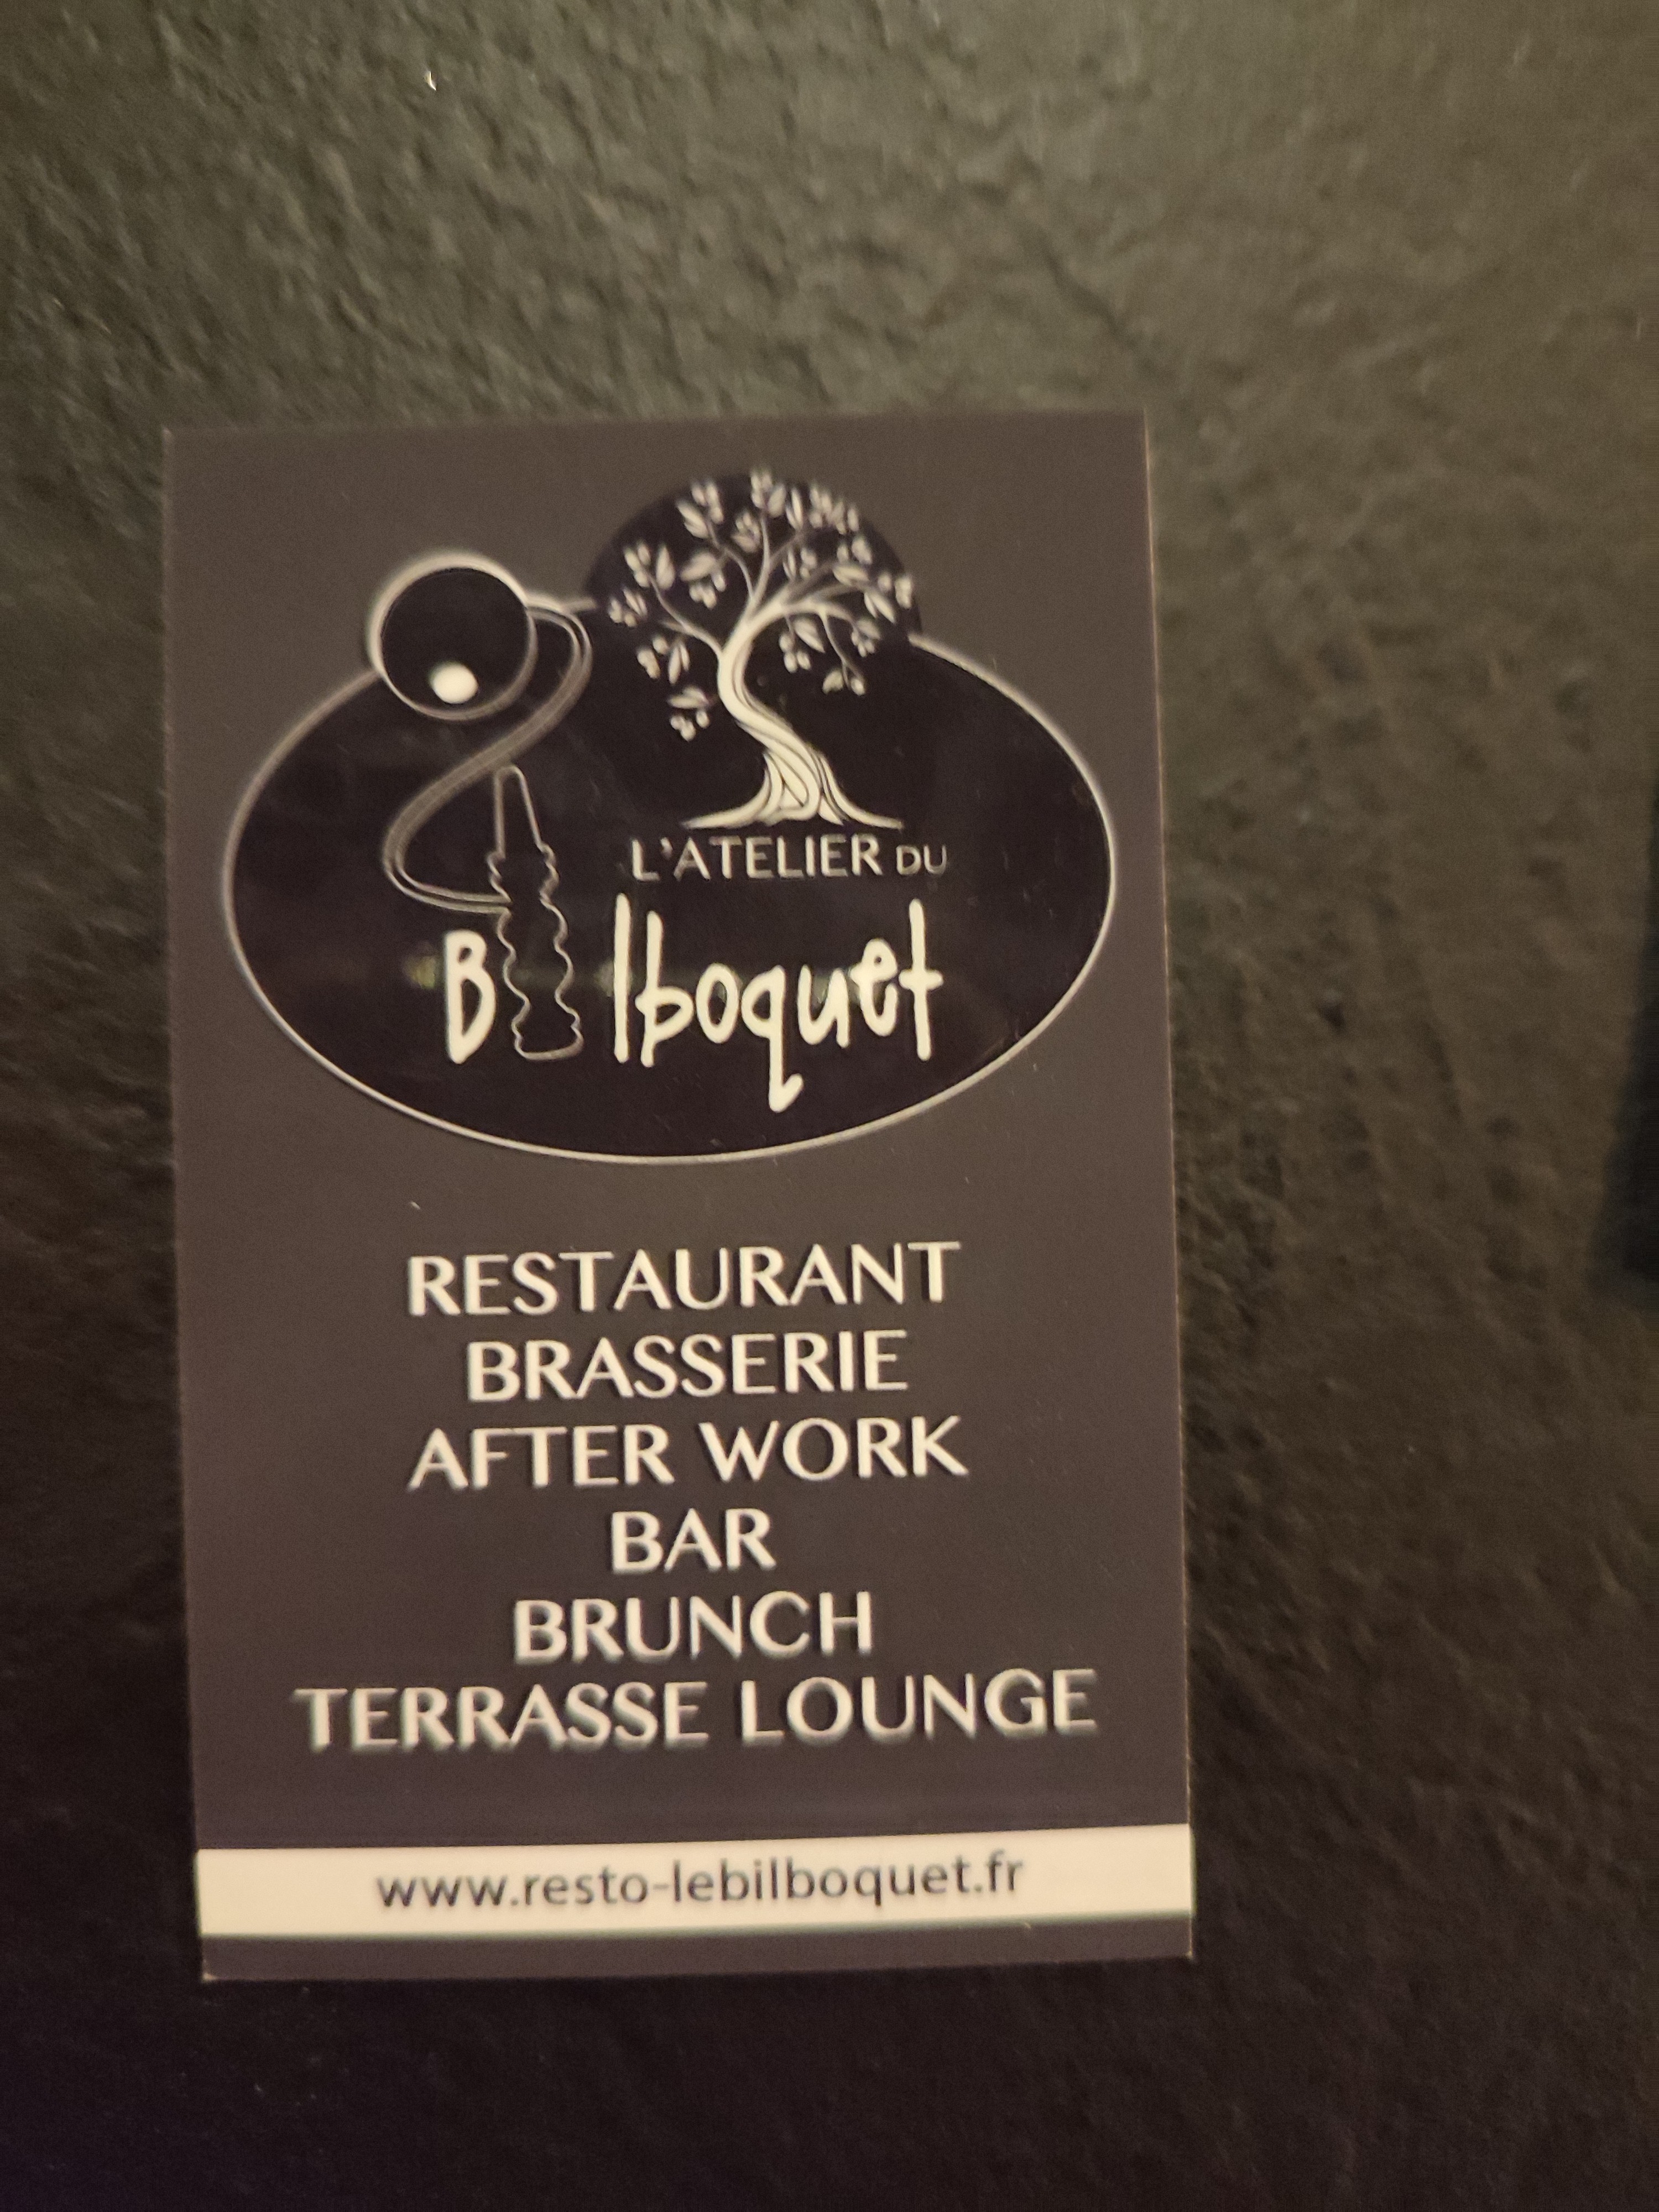 L'ATELIER DU
Bilboquet
RESTAURANT
BRASSERIE
AFTER WORK
BAR
BRUNCH
TERRASSE LOUNGE
www.resto-lebilboquet.fr